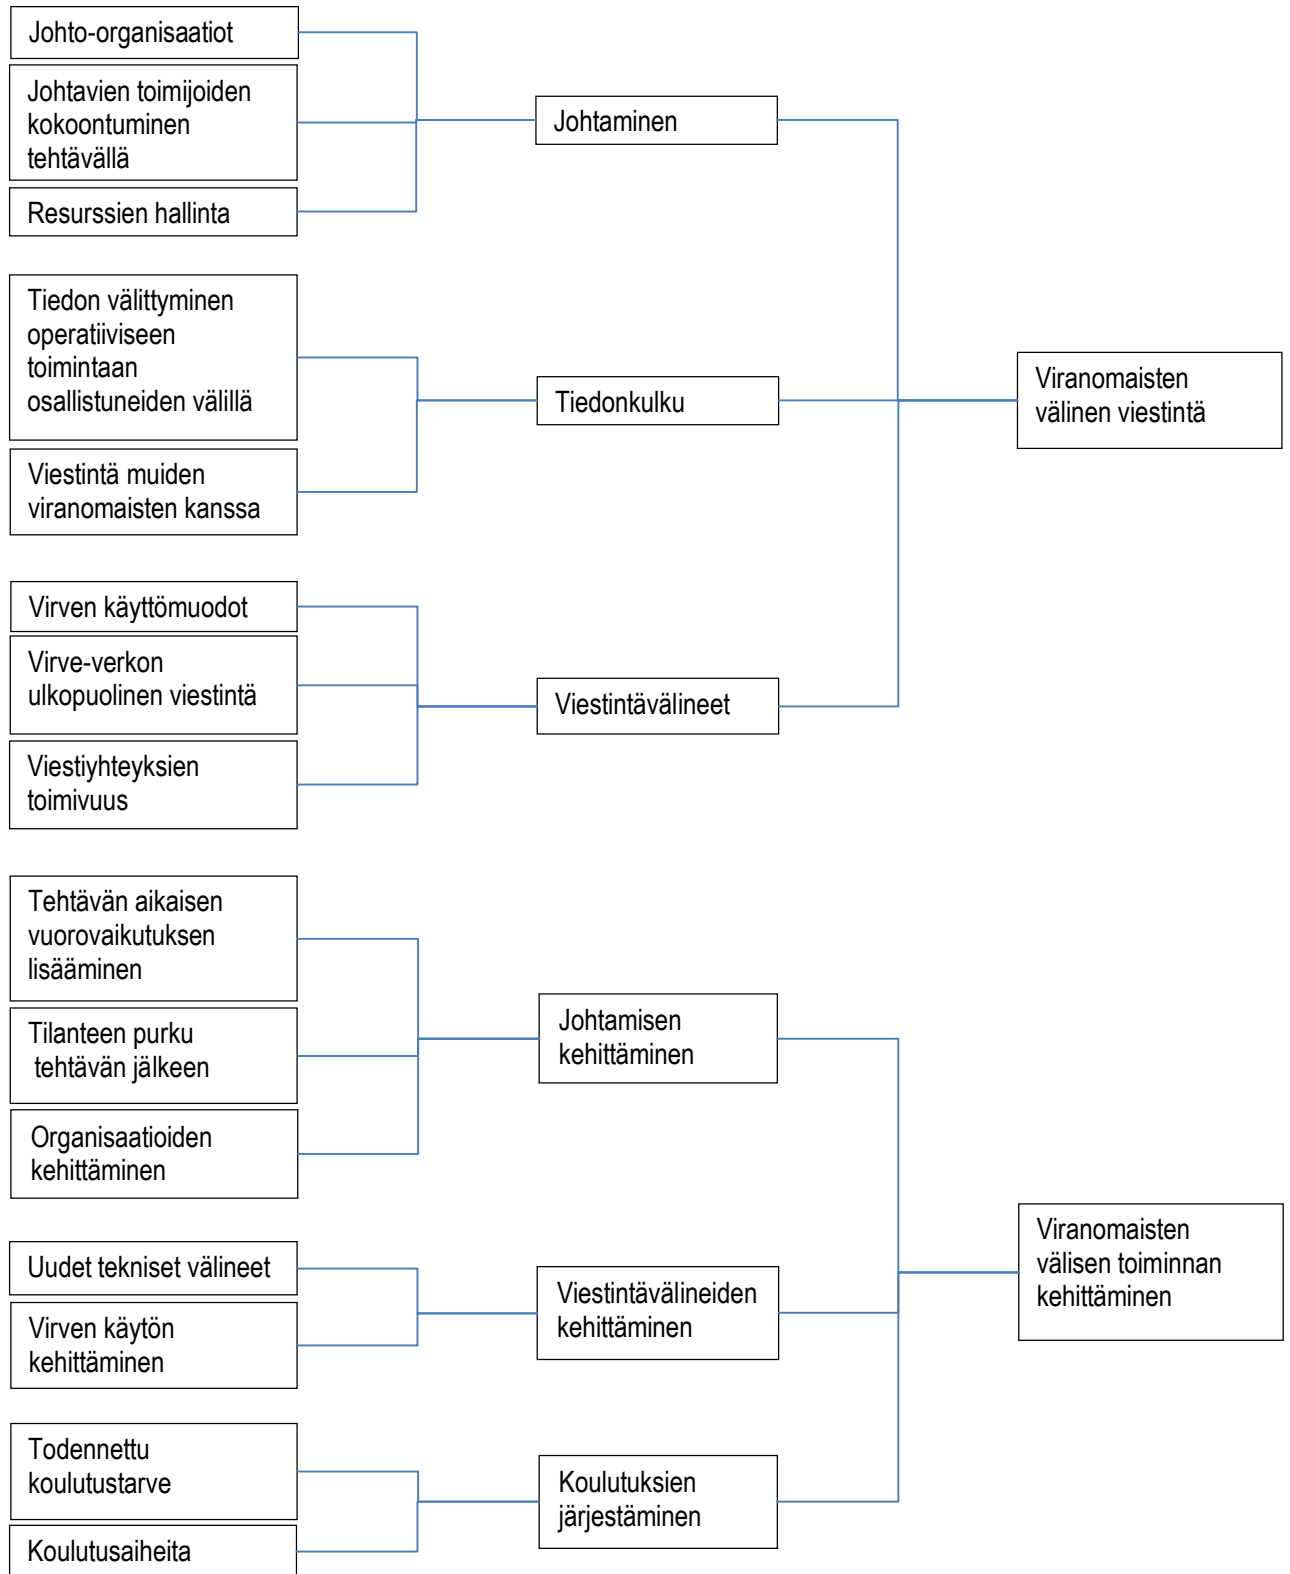 Johto-organisaatiot
Johtavien toimijoiden
kokoontuminen
tehtävällä
Resurssien hallinta
Johtaminen
Tiedon välittyminen
operatiiviseen
toimintaan
osallistuneiden välillä
Viestintä muiden
viranomaisten kanssa
Tiedonkulku
Virven käyttömuodot
Virve-verkon
ulkopuolinen viestintä
Viestiyhteyksien
toimivuus
Viestintävälineet
Viranomaisten
välinen viestintä
Tehtävän aikaisen
vuorovaikutuksen
lisääminen
Tilanteen purku
tehtävän jälkeen
Organisaatioiden
kehittäminen
Johtamisen
kehittäminen
Uudet tekniset välineet
Virven käytön
kehittäminen
Viestintävälineiden
kehittäminen
Todennettu
koulutustarve
Koulutusaiheita
Koulutuksien
järjestäminen
Viranomaisten
välisen toiminnan
kehittäminen